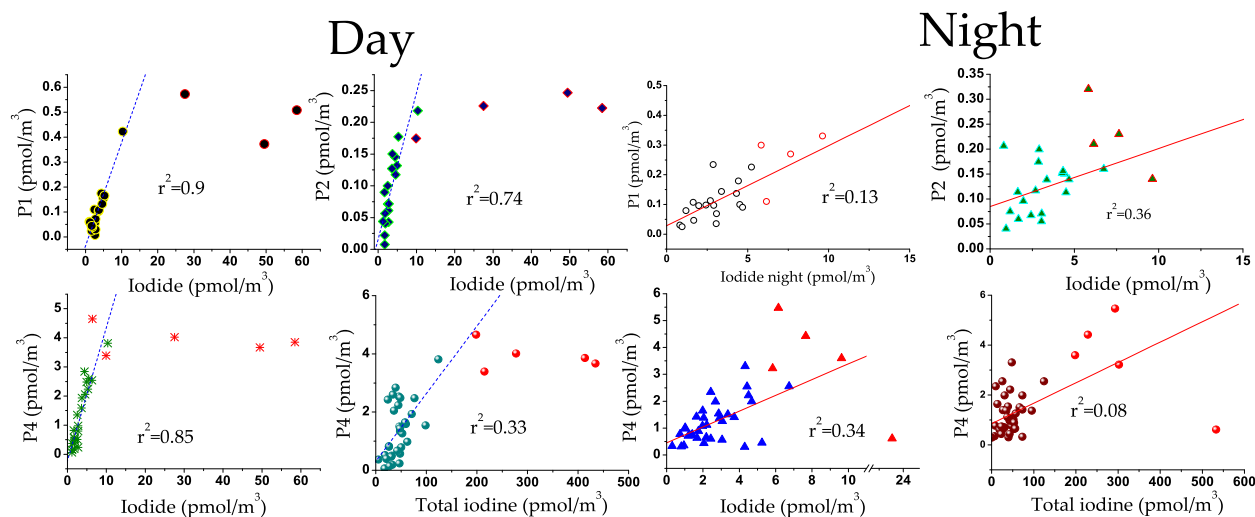 Day
Night
0.6
0.5
0.4
0.3
0.2
0.1
0.0
P1 (pmol/m³)
r²=0.9
0 10 20 30 40 50 60
Iodide (pmol/m³)
0.25
0.20
0.15
0.10
0.05
0.00
P2 (pmol/m³)
r²=0.74
0 10 20 30 40 50 60
Iodide (pmol/m³)
0.5
0.4
0.3
0.2
0.1
0.0
P1 (pmol/m³)
r²=0.13
0 5 10 15
Iodide night (pmol/m³)
0.35
0.30
0.25
0.20
0.15
0.10
0.05
0.00
P2 (pmol/m³)
r²=0.36
0 5 10 15
Iodide (pmol/m³)
5
4
3
2
1
0
P4 (pmol/m³)
r²=0.85
0 10 20 30 40 50 60
Iodide (pmol/m³)
6
4
2
0
P4 (pmol/m³)
r²=0.33
0 100 200 300 400 500
Total iodine (pmol/m³)
6
5
4
3
2
1
0
P4 (pmol/m³)
r²=0.34
0 2 4 6 8 10 24
Iodide (pmol/m³)
6
4
2
0
P4 (pmol/m³)
r²=0.08
0 100 200 300 400 500 600
Total iodine (pmol/m³)